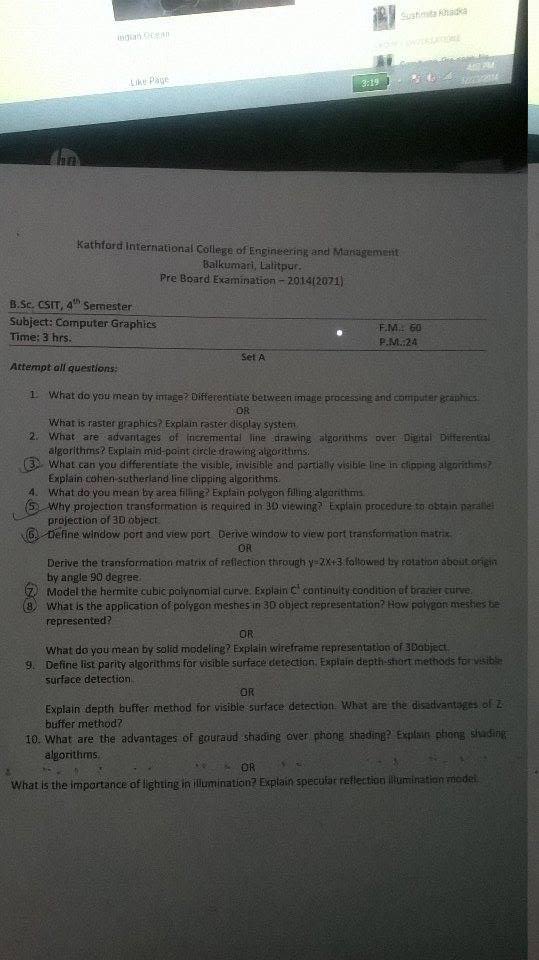 Indian Ocean
Like Page
Sushmita Khadka
3:19
hp
Kathford International College of Engineering and Management
Balkumari, Lalitpur.
Pre Board Examination – 2014(2071)
B.Sc. CSIT, 4th Semester
Subject: Computer Graphics F.M.: 60
Time: 3 hrs. P.M.:24
Set A
Attempt all questions:
1. What do you mean by image? Differentiate between image processing and computer graphics.
OR
What is raster graphics? Explain raster display system.
2. What are advantages of Incremental line drawing algorithms over Digital Differential
algorithms? Explain mid-point circle drawing algorithms.
3. What can you differentiate the visible, invisible and partially visible line in clipping algorithms?
Explain cohen-sutherland line clipping algorithms.
4. What do you mean by area filling? Explain polygon filling algorithms.
5. Why projection transformation is required in 3D viewing? Explain procedure to obtain parallel
projection of 3D object.
6. Define window port and view port. Derive window to view port transformation matrix.
OR
Derive the transformation matrix of reflection through y=2X+3 followed by rotation about origin
by angle 90 degree.
7. Model the hermite cubic polynomial curve. Explain C¹ continuity condition of brazier curve.
8. What is the application of polygon meshes in 3D object representation? How polygon meshes be
represented?
OR
What do you mean by solid modeling? Explain wireframe representation of 3Dobject.
9. Define list parity algorithms for visible surface detection. Explain depth-short methods for visible
surface detection.
OR
Explain depth buffer method for visible surface detection. What are the disadvantages of Z
buffer method?
10. What are the advantages of gouraud shading over phong shading? Explain phong shading
algorithms.
OR
What is the importance of lighting in illumination? Explain specular reflection illumination model.